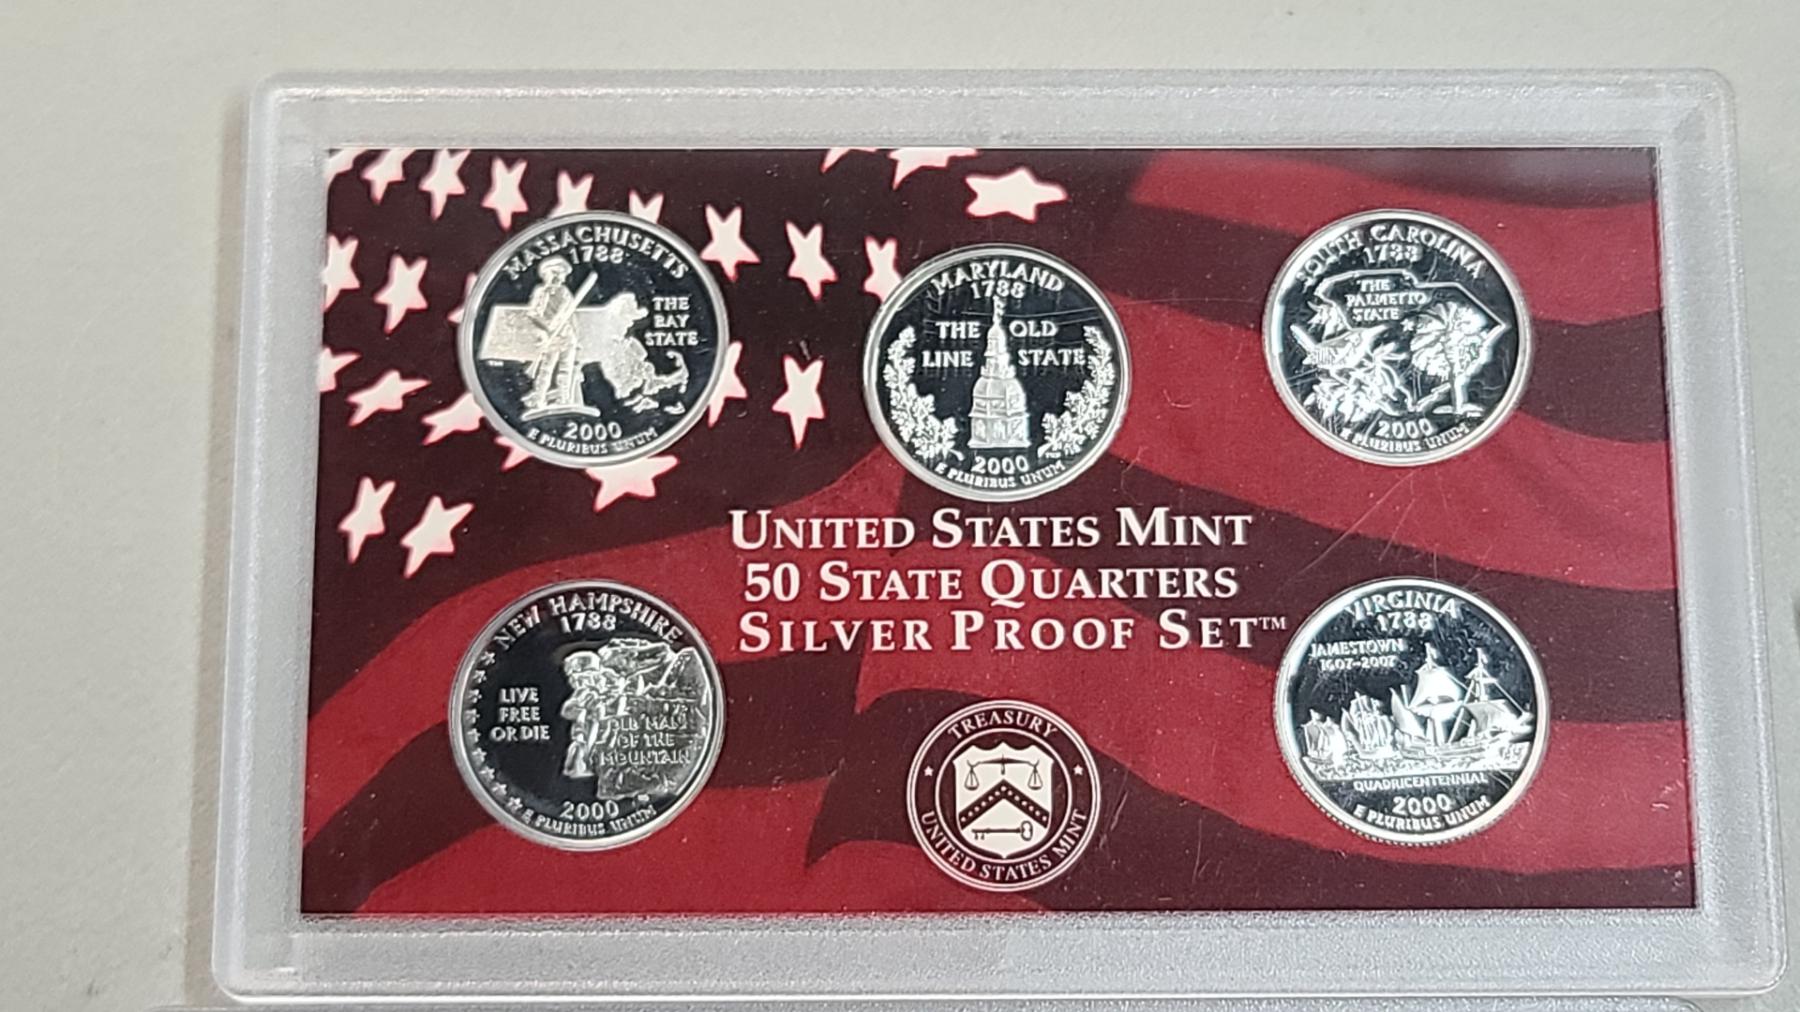 MASSACHUSETTS
1788
THE
BAY
STATE
2000
E PLURIBUS UNUM
MARYLAND
1788
THE OLD
LINE STATE
2000
E PLURIBUS UNUM
SOUTH CAROLINA
1788
THE
PALMETTO
STATE
2000
E PLURIBUS UNUM
UNITED STATES MINT
50 STATE QUARTERS
SILVER PROOF SET™
NEW HAMPSHIRE
1788
LIVE
FREE
OR DIE
OLD MAN
OF THE
MOUNTAIN
2000
E PLURIBUS UNUM
TREASURY
UNITED STATES MINT
VIRGINIA
1788
JAMESTOWN
1607-2007
QUADRICENTENNIAL
2000
E PLURIBUS UNUM